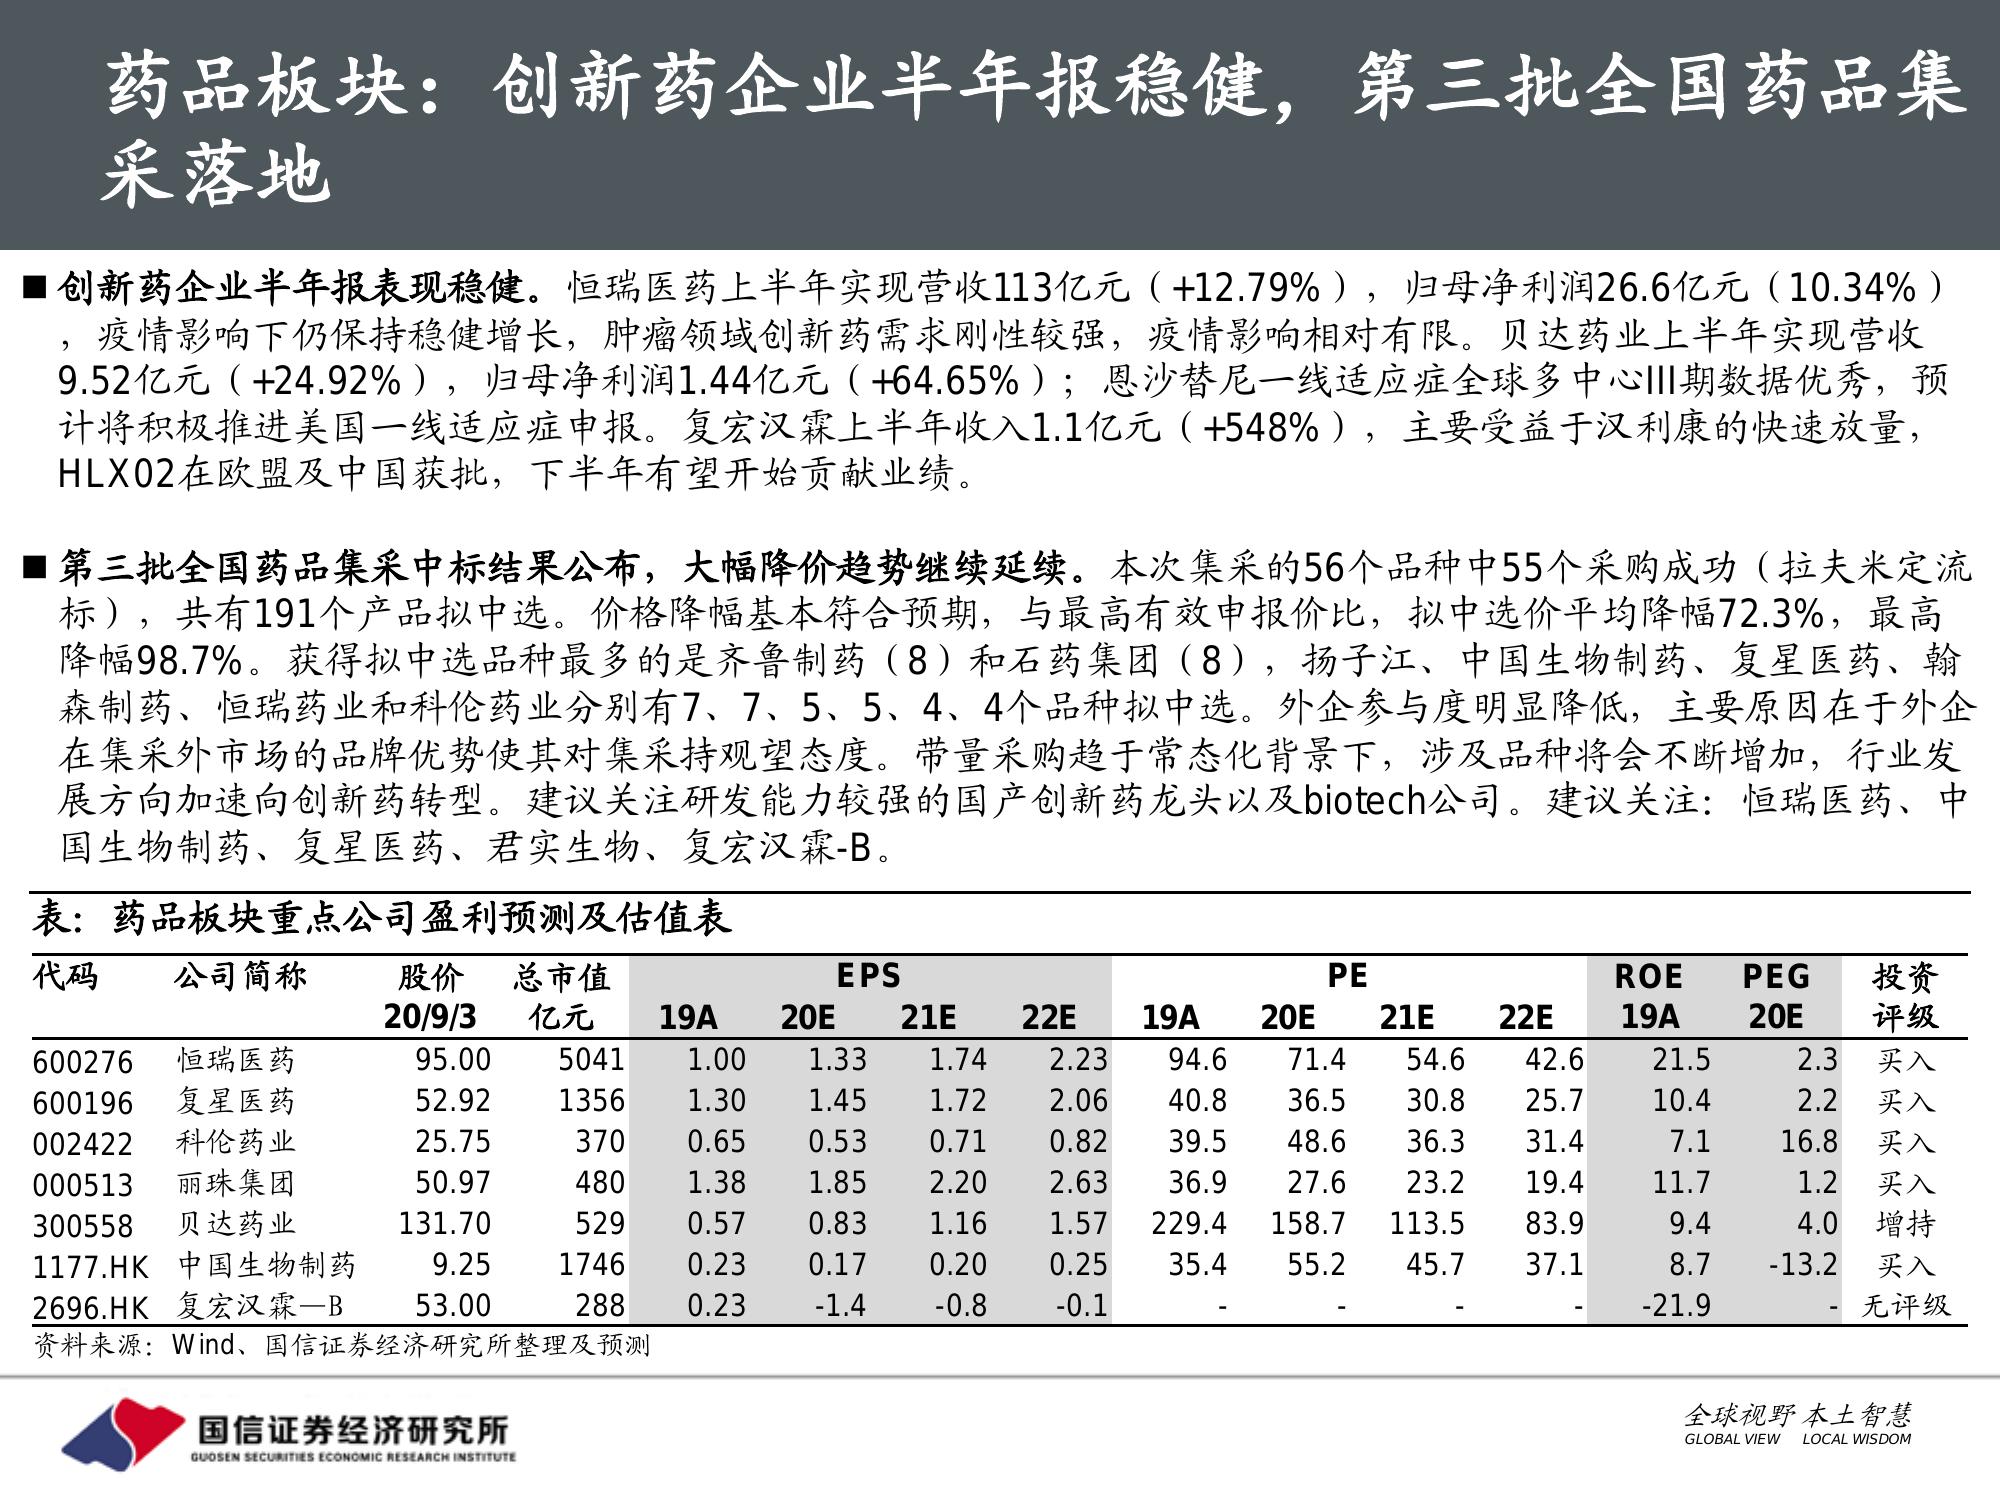 药品板块：创新药企业半年报稳健，第三批全国药品集
采落地
■ 创新药企业半年报表现稳健。恒瑞医药上半年实现营收113亿元（+12.79%），归母净利润26.6亿元（10.34%）
，疫情影响下仍保持稳健增长，肿瘤领域创新药需求刚性较强，疫情影响相对有限。贝达药业上半年实现营收
9.52亿元（+24.92%），归母净利润1.44亿元（+64.65%）；恩沙替尼一线适应症全球多中心III期数据优秀，预
计将积极推进美国一线适应症申报。复宏汉霖上半年收入1.1亿元（+548%），主要受益于汉利康的快速放量，
HLX02在欧盟及中国获批，下半年有望开始贡献业绩。
■ 第三批全国药品集采中标结果公布，大幅降价趋势继续延续。本次集采的56个品种中55个采购成功（拉夫米定流
标），共有191个产品拟中选。价格降幅基本符合预期，与最高有效申报价比，拟中选价平均降幅72.3%，最高
降幅98.7%。获得拟中选品种最多的是齐鲁制药（8）和石药集团（8），扬子江、中国生物制药、复星医药、翰
森制药、恒瑞药业和科伦药业分别有7、7、5、5、4、4个品种拟中选。外企参与度明显降低，主要原因在于外企
在集采外市场的品牌优势使其对集采持观望态度。带量采购趋于常态化背景下，涉及品种将会不断增加，行业发
展方向加速向创新药转型。建议关注研发能力较强的国产创新药龙头以及biotech公司。建议关注：恒瑞医药、中
国生物制药、复星医药、君实生物、复宏汉霖-B。
表：药品板块重点公司盈利预测及估值表
代码 公司简称 股价 总市值 EPS PE ROE PEG 投资
20/9/3 亿元 19A 20E 21E 22E 19A 20E 21E 22E 19A 20E 评级
600276 恒瑞医药 95.00 5041 1.00 1.33 1.74 2.23 94.6 71.4 54.6 42.6 21.5 2.3 买入
600196 复星医药 52.92 1356 1.30 1.45 1.72 2.06 40.8 36.5 30.8 25.7 10.4 2.2 买入
002422 科伦药业 25.75 370 0.65 0.53 0.71 0.82 39.5 48.6 36.3 31.4 7.1 16.8 买入
000513 丽珠集团 50.97 480 1.38 1.85 2.20 2.63 36.9 27.6 23.2 19.4 11.7 1.2 买入
300558 贝达药业 131.70 529 0.57 0.83 1.16 1.57 229.4 158.7 113.5 83.9 9.4 4.0 增持
1177.HK 中国生物制药 9.25 1746 0.23 0.17 0.20 0.25 35.4 55.2 45.7 37.1 8.7 -13.2 买入
2696.HK 复宏汉霖—B 53.00 288 0.23 -1.4 -0.8 -0.1 - - - - -21.9 - 无评级
资料来源：Wind、国信证券经济研究所整理及预测
国信证券经济研究所
GUOSEN SECURITIES ECONOMIC RESEARCH INSTITUTE
全球视野 本土智慧
GLOBAL VIEW LOCAL WISDOM